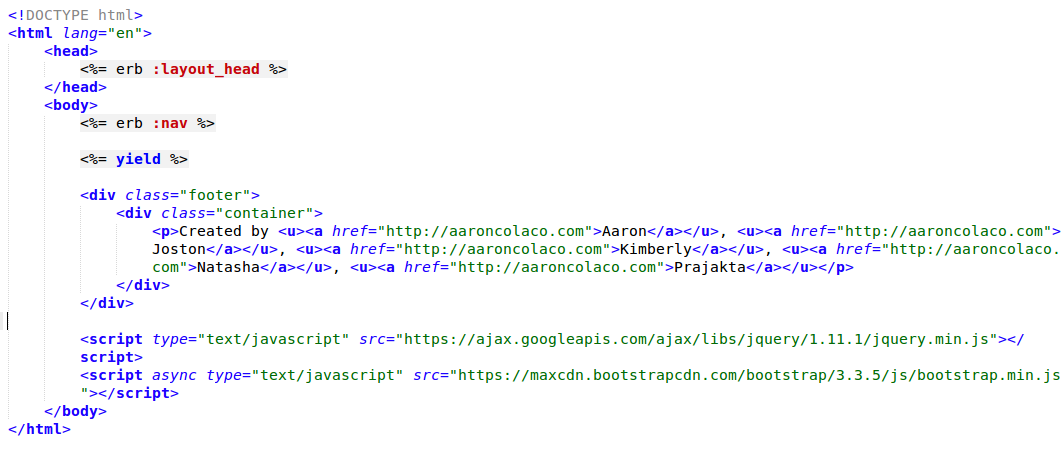 <!DOCTYPE html>
<html lang="en">
<head>
<%= erb :layout_head %>
</head>
<body>
<%= erb :nav %>
<%= yield %>
<div class="footer">
<div class="container">
<p>Created by <u><a href="http://aaroncolaco.com">Aaron</a></u>, <u><a href="http://aaroncolaco.com">
Joston</a></u>, <u><a href="http://aaroncolaco.com">Kimberly</a></u>, <u><a href="http://aaroncolaco.
com">Natasha</a></u>, <u><a href="http://aaroncolaco.com">Prajakta</a></u></p>
</div>
</div>
<script type="text/javascript" src="https://ajax.googleapis.com/ajax/libs/jquery/1.11.1/jquery.min.js"></
script>
<script async type="text/javascript" src="https://maxcdn.bootstrapcdn.com/bootstrap/3.3.5/js/bootstrap.min.js
"></script>
</body>
</html>